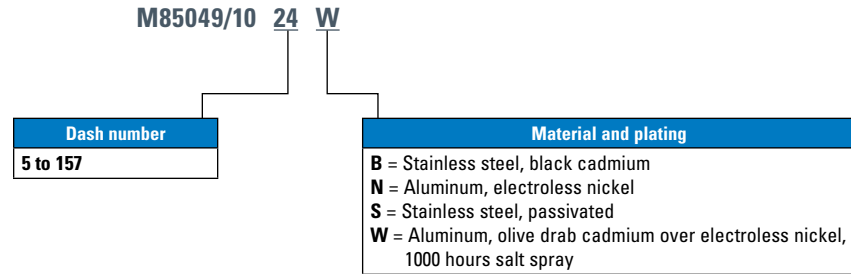 M85049/10 24 W
Dash number
5 to 157
Material and plating
B = Stainless steel, black cadmium
N = Aluminum, electroless nickel
S = Stainless steel, passivated
W = Aluminum, olive drab cadmium over electroless nickel,
1000 hours salt spray